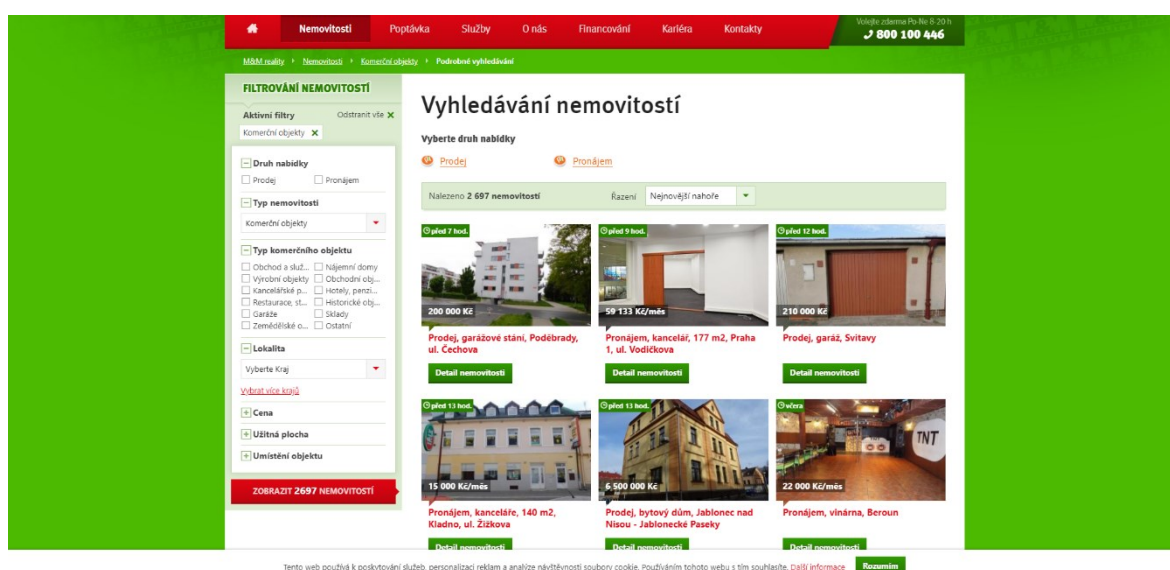 Nemovitosti Poptávka Služby O nás Financování Kariéra Kontakty
Volejte zdarma Po-Ne 8-20 h
800 100 446
M&M reality Nemovitosti Komerční objekty Podrobné vyhledávání
FILTROVÁNÍ NEMOVITOSTÍ
Aktivní filtry Odstranit vše
Komerční objekty
Druh nabídky
Prodej Pronájem
Typ nemovitosti
Komerční objekty
Typ komerčního objektu
Obchod a služ... Nájemní domy
Výrobní objekty Obchodní obj...
Kancelářské p... Hotely, penzi...
Restaurace, st... Historické obj...
Garáže Sklady
Zemědělské o... Ostatní
Lokalita
Vyberte Kraj
Vybrat více krajů
Cena
Užitná plocha
Umístění objektu
ZOBRAZIT 2697 NEMOVITOSTÍ
Vyhledávání nemovitostí
Vyberte druh nabídky
Prodej Pronájem
Nalezeno 2 697 nemovitostí Řazení Nejnovější nahoře
před 7 hod. před 9 hod. před 12 hod.
200 000 Kč 59 133 Kč/měs 210 000 Kč
Prodej, garážové stání, Poděbrady, ul. Čechova
Pronájem, kancelář, 177 m2, Praha 1, ul. Vodičkova
Prodej, garáž, Svitavy
Detail nemovitosti Detail nemovitosti Detail nemovitosti
před 13 hod. před 13 hod. včera
TNT
TNT
15 000 Kč/měs 6 500 000 Kč 22 000 Kč/měs
Pronájem, kanceláře, 140 m2, Kladno, ul. Žižkova
Prodej, bytový dům, Jablonec nad Nisou - Jablonecké Paseky
Pronájem, vinárna, Beroun
Detail nemovitosti Detail nemovitosti Detail nemovitosti
Tento web používá k poskytování služeb, personalizaci reklam a analýze návštěvnosti soubory cookie. Používáním tohoto webu s tím souhlasíte. Další informace Rozumím